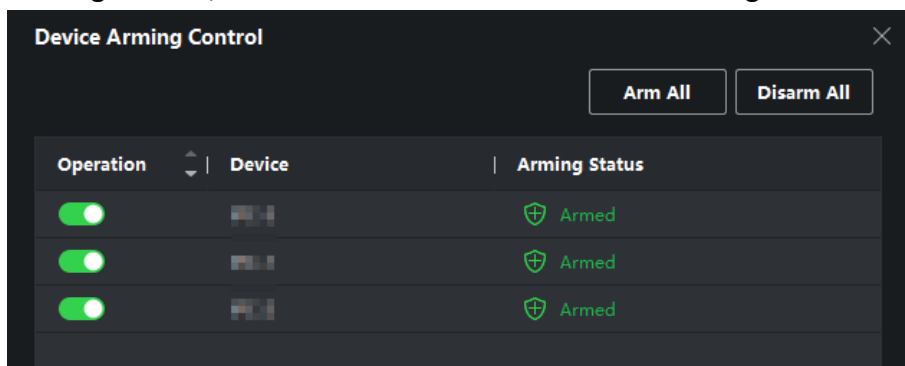 Device Arming Control
Arm All Disarm All
Operation Device Arming Status
Armed
Armed
Armed